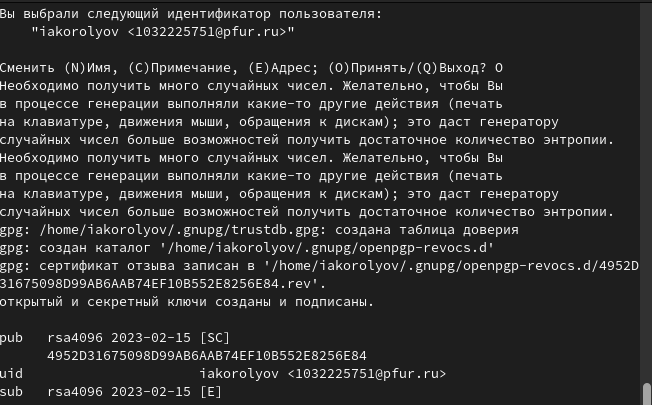 Вы выбрали следующий идентификатор пользователя:
"iakorolyov <1032225751@pfur.ru>"
Сменить (N)Имя, (C)Примечание, (E)Адрес; (O)Принять/(Q)Выход? O
Необходимо получить много случайных чисел. Желательно, чтобы Вы
в процессе генерации выполняли какие-то другие действия (печать
на клавиатуре, движения мыши, обращения к дискам); это даст генератору
случайных чисел больше возможностей получить достаточное количество энтропии.
Необходимо получить много случайных чисел. Желательно, чтобы Вы
в процессе генерации выполняли какие-то другие действия (печать
на клавиатуре, движения мыши, обращения к дискам); это даст генератору
случайных чисел больше возможностей получить достаточное количество энтропии.
gpg: /home/iakorolyov/.gnupg/trustdb.gpg: создана таблица доверия
gpg: создан каталог '/home/iakorolyov/.gnupg/openpgp-revocs.d'
gpg: сертификат отзыва записан в '/home/iakorolyov/.gnupg/openpgp-revocs.d/4952D
31675098D99AB6AAB74EF10B552E8256E84.rev'.
открытый и секретный ключи созданы и подписаны.
pub   rsa4096 2023-02-15 [SC]
4952D31675098D99AB6AAB74EF10B552E8256E84
uid                      iakorolyov <1032225751@pfur.ru>
sub   rsa4096 2023-02-15 [E]